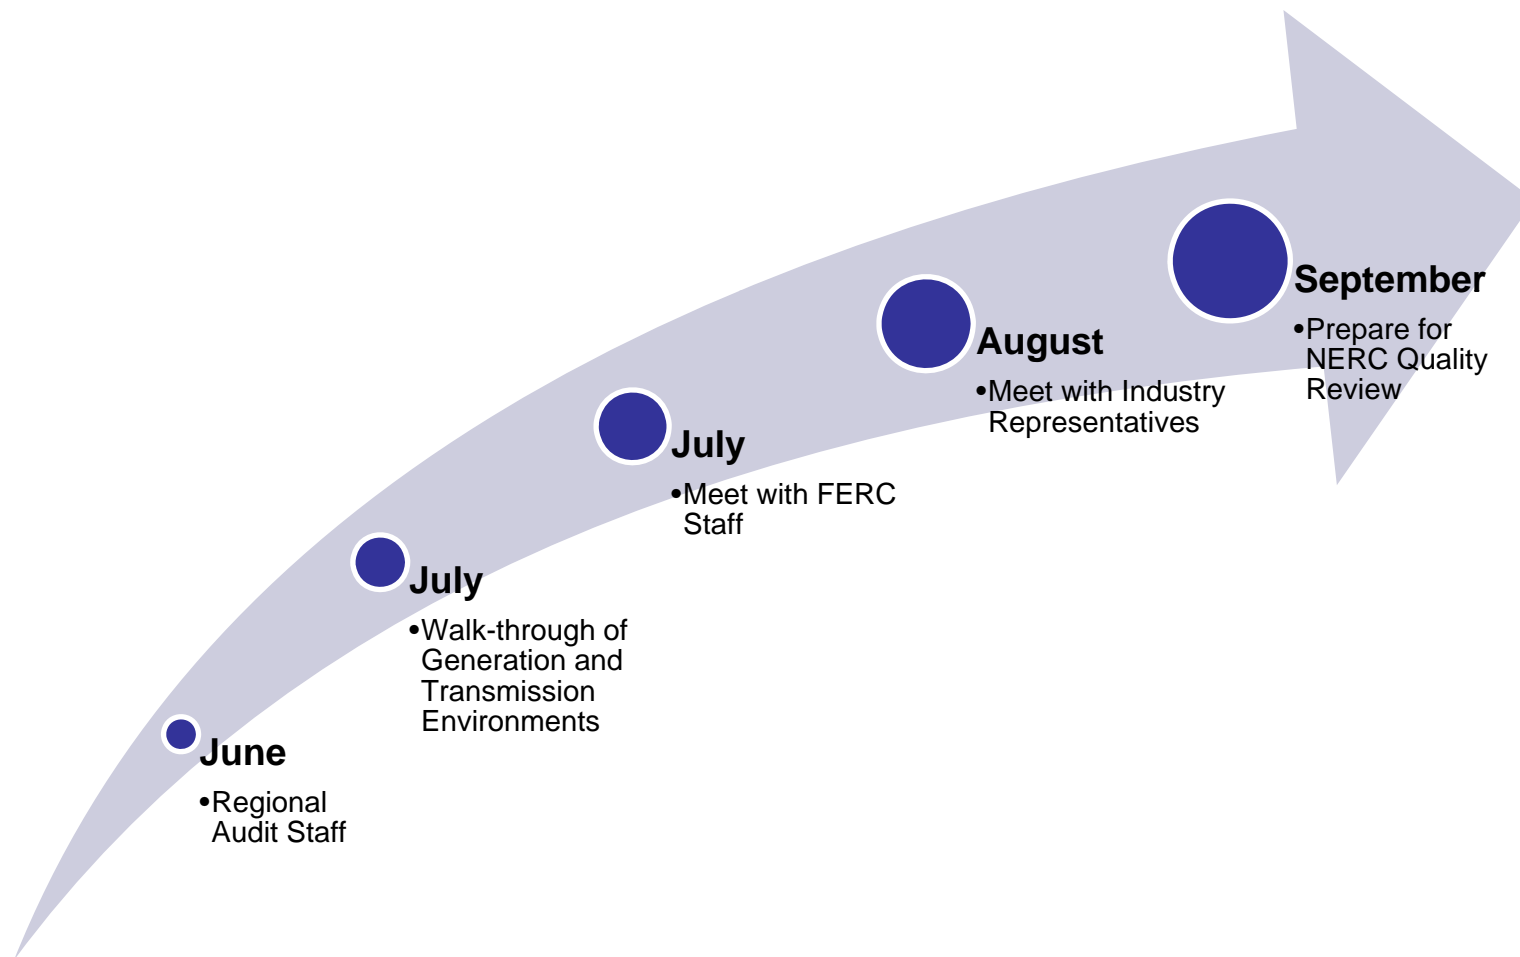 June
•Regional
Audit Staff
July
•Walk-through of
Generation and
Transmission
Environments
July
•Meet with FERC
Staff
August
•Meet with Industry
Representatives
September
•Prepare for
NERC Quality
Review